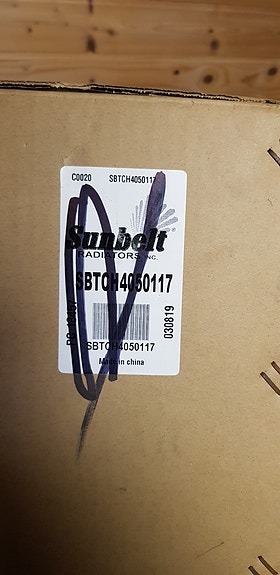 C0020 SBTCH4050117
Sunbelt
RADIATORS INC.
SBTCH4050117
SBTCH4050117
Made in china
030819